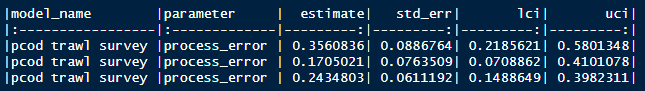 |model_name |parameter | estimate| std_err| lci| uci|
|:-----------------|:-------------|---------:|---------:|---------:|---------:|
|pcod trawl survey |process_error | 0.3560836| 0.0886764| 0.2185621| 0.5801348|
|pcod trawl survey |process_error | 0.1705021| 0.0763509| 0.0708862| 0.4101078|
|pcod trawl survey |process_error | 0.2434803| 0.0611192| 0.1488649| 0.3982311|